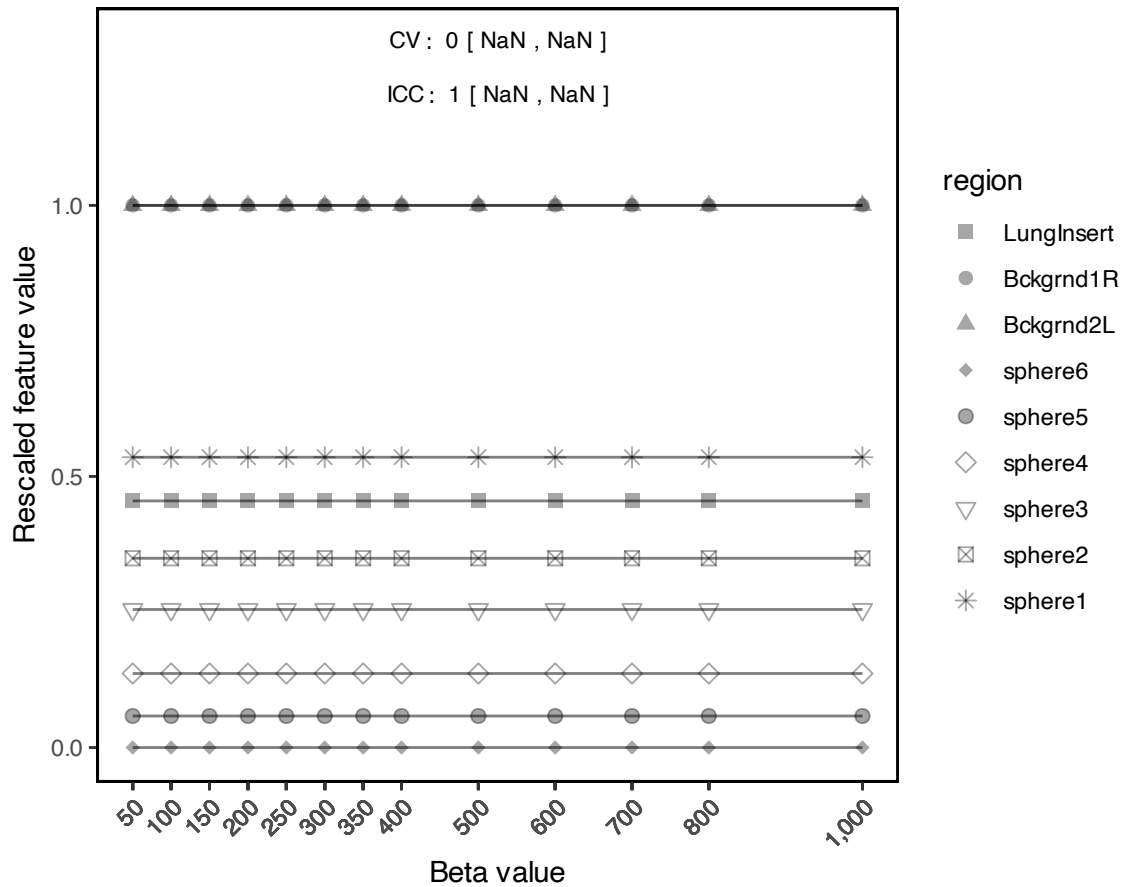 CV : 0 [ NaN , NaN ]
ICC : 1 [ NaN , NaN ]
Rescaled feature value
1.0
0.5
0.0
50
100
150
200
250
300
350
400
500
600
700
800
1,000
Beta value
region
LungInsert
Bckgrnd1R
Bckgrnd2L
sphere6
sphere5
sphere4
sphere3
sphere2
sphere1